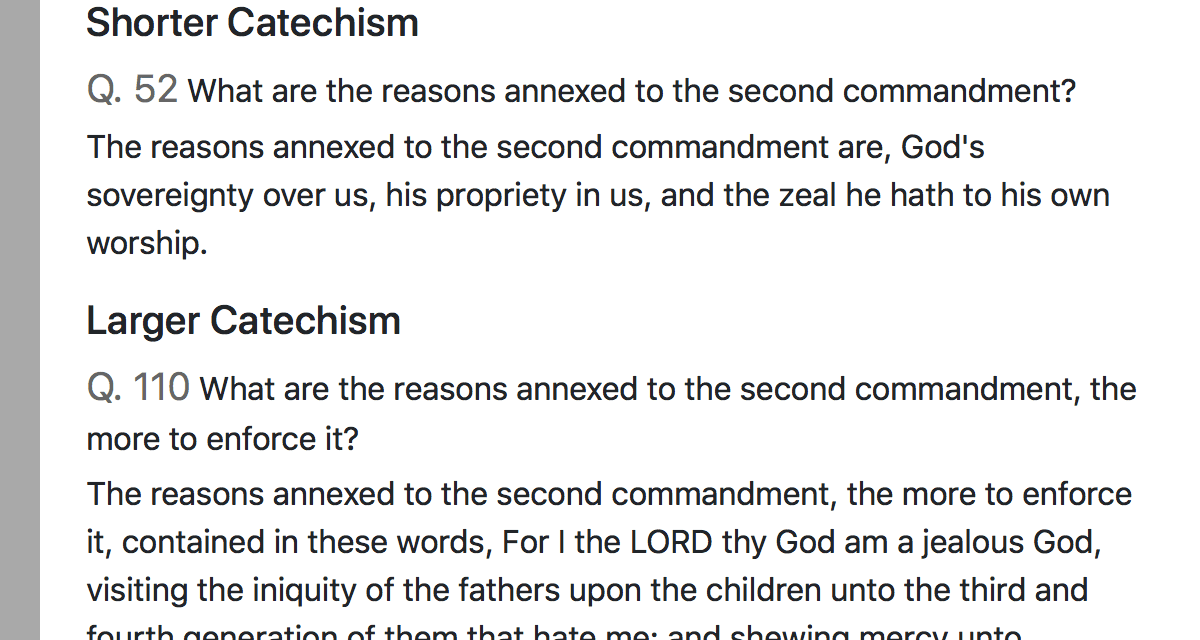 Shorter Catechism
Q. 52 What are the reasons annexed to the second commandment?
The reasons annexed to the second commandment are, God's
sovereignty over us, his propriety in us, and the zeal he hath to his own
worship.
Larger Catechism
Q. 110 What are the reasons annexed to the second commandment, the
more to enforce it?
The reasons annexed to the second commandment, the more to enforce
it, contained in these words, For I the LORD thy God am a jealous God,
visiting the iniquity of the fathers upon the children unto the third and
fourth generation of them that hate me; and shewing mercy unto